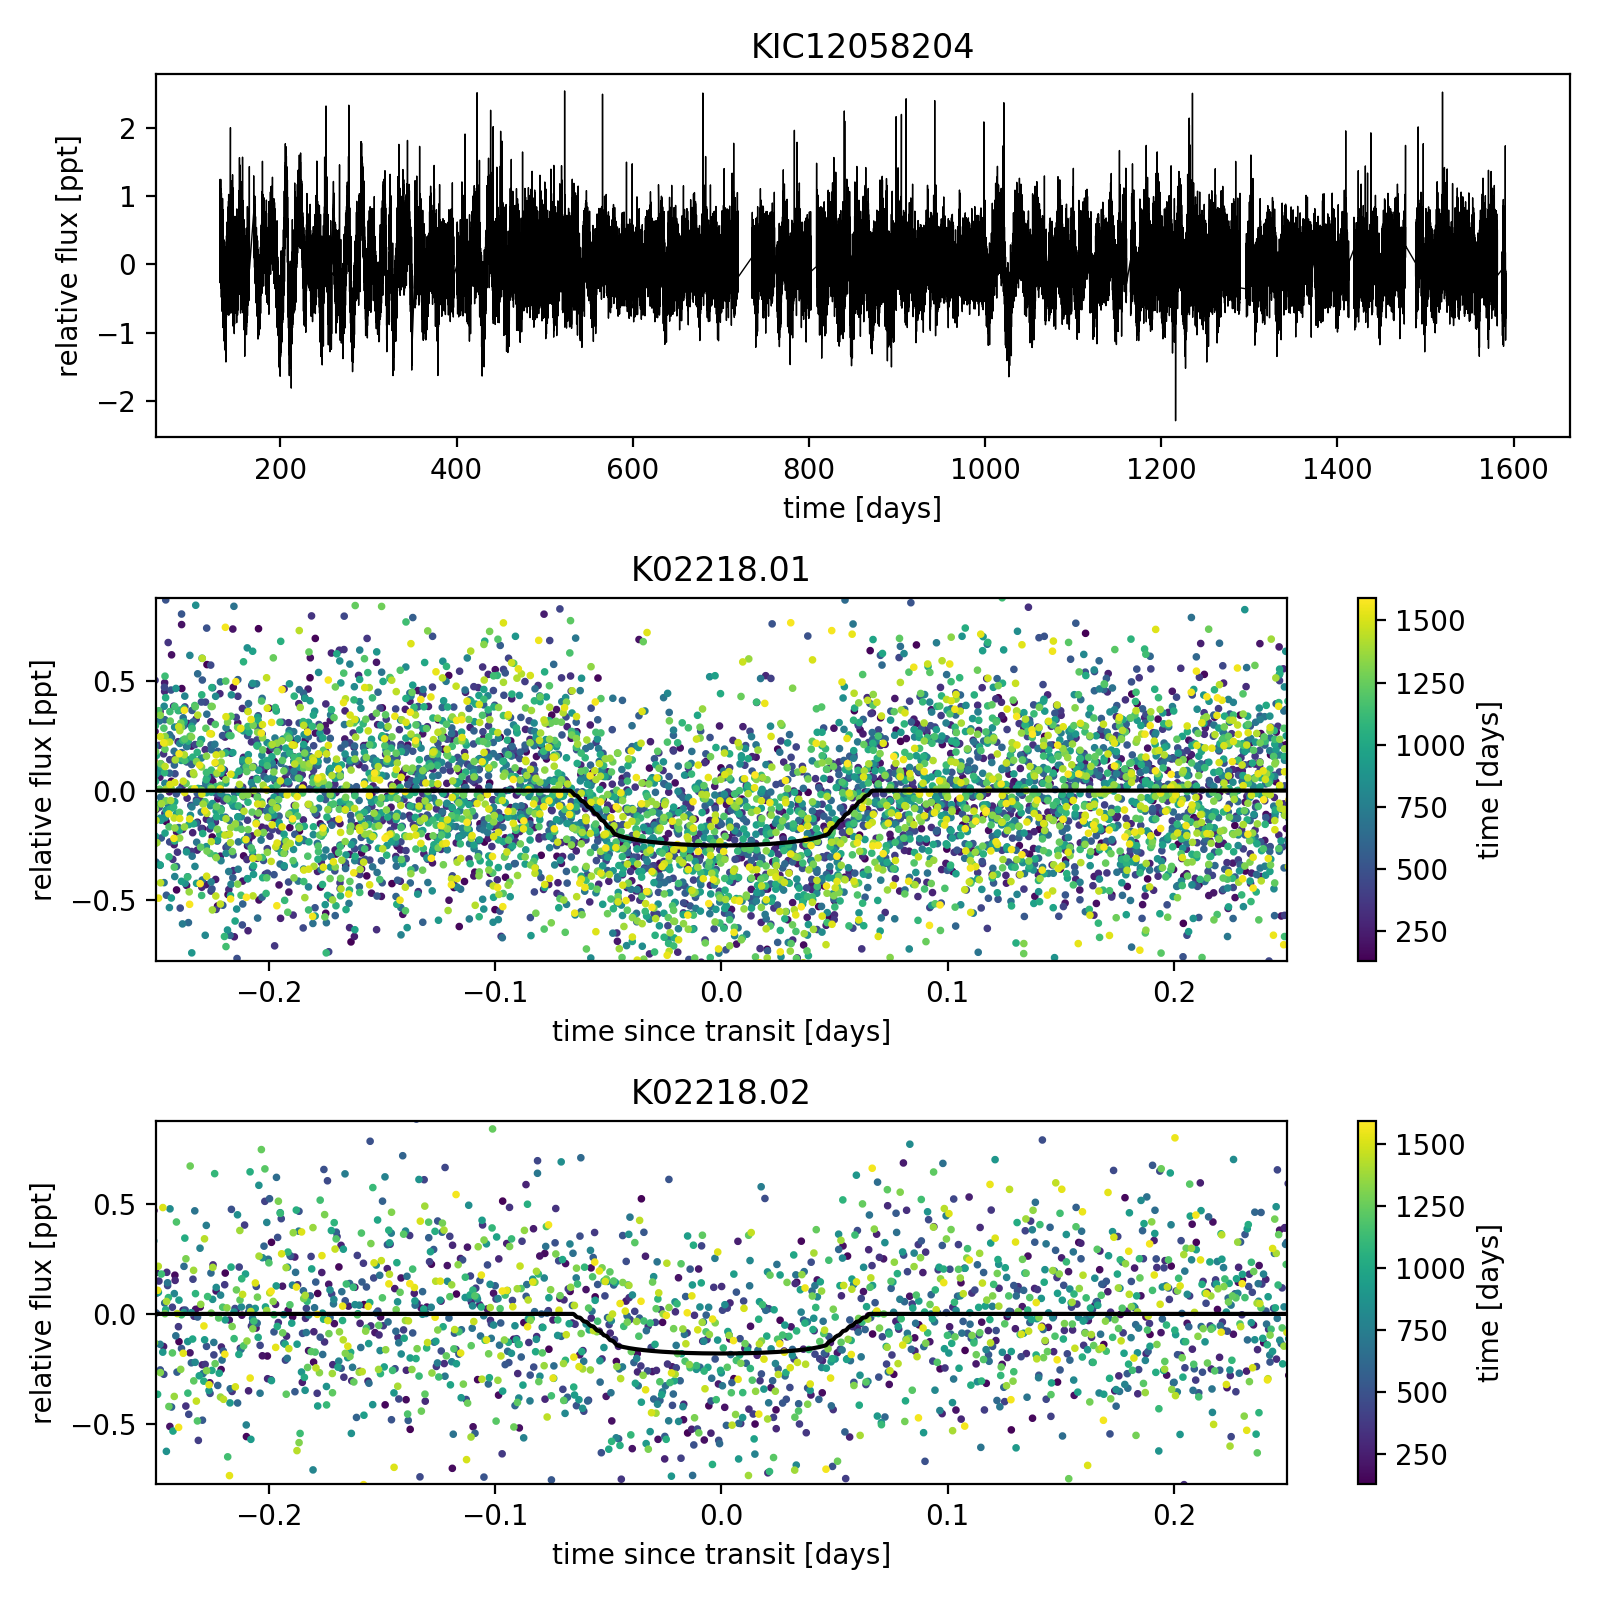 KIC12058204
relative flux [ppt]
2
1
0
−1
−2
200 400 600 800 1000 1200 1400 1600
time [days]
K02218.01
relative flux [ppt]
0.5
0.0
−0.5
−0.2 −0.1 0.0 0.1 0.2
time since transit [days]
1500
1250
1000
750
500
250
time [days]
K02218.02
relative flux [ppt]
0.5
0.0
−0.5
−0.2 −0.1 0.0 0.1 0.2
time since transit [days]
1500
1250
1000
750
500
250
time [days]